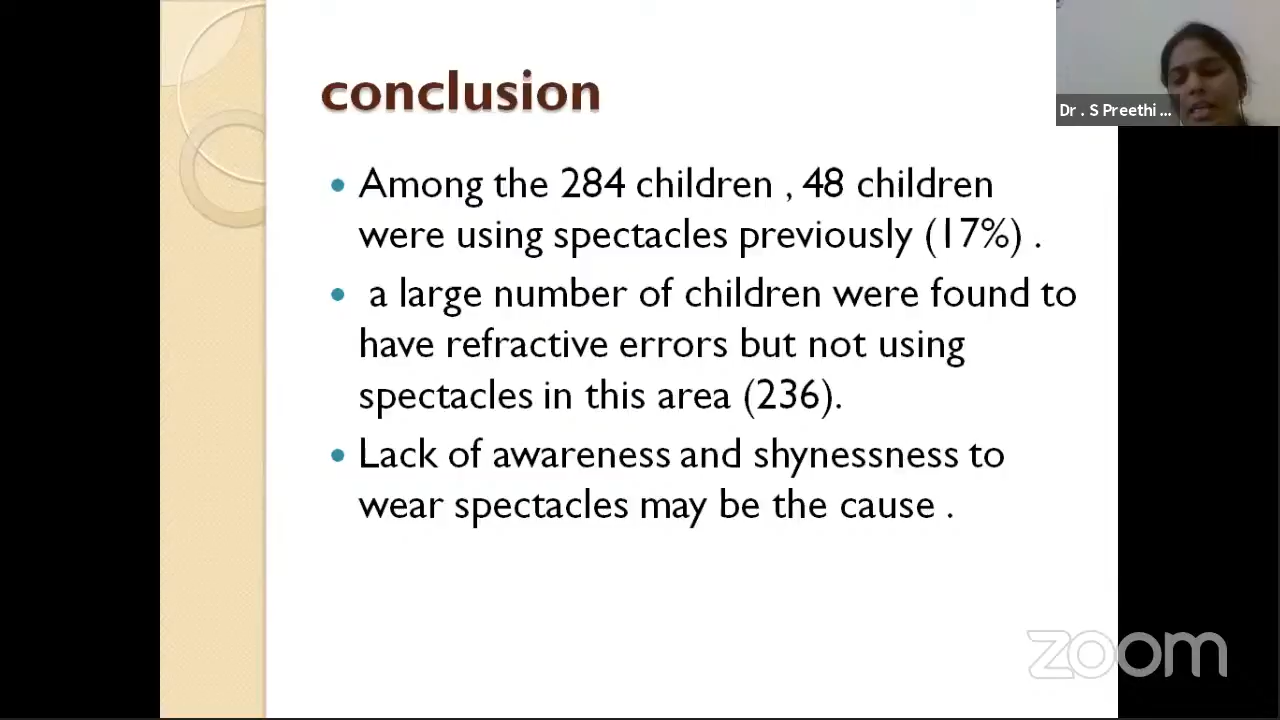 conclusion
Dr . S Preethi ...
• Among the 284 children , 48 children
were using spectacles previously (17%) .
• a large number of children were found to
have refractive errors but not using
spectacles in this area (236).
• Lack of awareness and shynessness to
wear spectacles may be the cause .
zoom